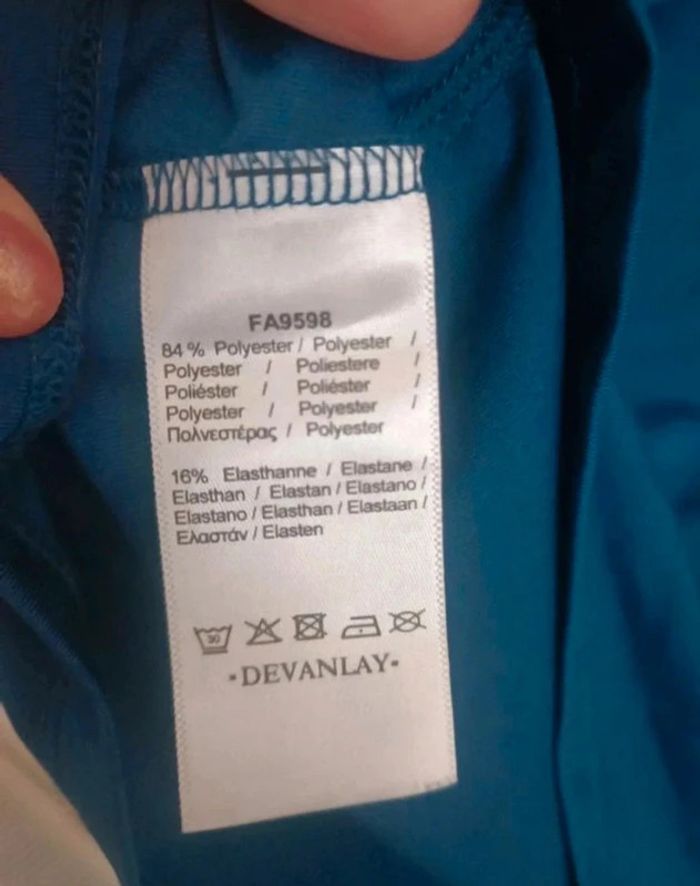 FA9598
84 % Polyester / Polyester /
Polyester / Poliestere /
Poliéster / Poliéster /
Polyester / Polyester /
Πολνεστέρας / Polyester
16% Elasthanne / Elastane /
Elasthan / Elastan / Elastano /
Elastano / Elasthan / Elastaan /
Ελαστάν / Elasten
30
·DEVANLAY·